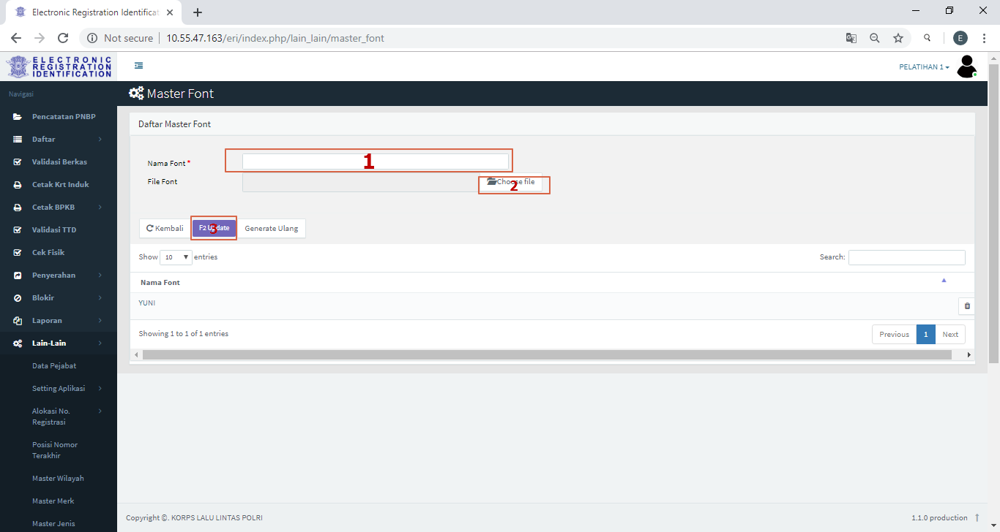 Electronic Registration Identificat
Not secure
10.55.47.163/eri/index.php/lain_lain/master_font
E
ELECTRONIC
REGISTRATION
IDENTIFICATION
PELATIHAN 1
Navigasi
Master Font
Pencatatan PNBP
Daftar
Validasi Berkas
Cetak Krt Induk
Cetak BPKB
Validasi TTD
Cek Fisik
Penyerahan
Blokir
Laporan
Lain-Lain
Data Pejabat
Setting Aplikasi
Alokasi No.
Registrasi
Posisi Nomor
Terakhir
Master Wilayah
Master Merk
Master Jenis
Daftar Master Font
Nama Font *
1
File Font
Choose file
2
Kembali
F2 Update
3
Generate Ulang
Show 10 entries
Search:
Nama Font
YUNI
Showing 1 to 1 of 1 entries
Previous 1 Next
Copyright ©. KORPS LALU LINTAS POLRI
1.1.0 production